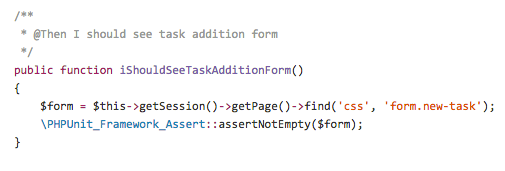 /**
 * @Then I should see task addition form
 */
public function iShouldSeeTaskAdditionForm()
{
    $form = $this->getSession()->getPage()->find('css', 'form.new-task');
    \PHPUnit_Framework_Assert::assertNotEmpty($form);
}